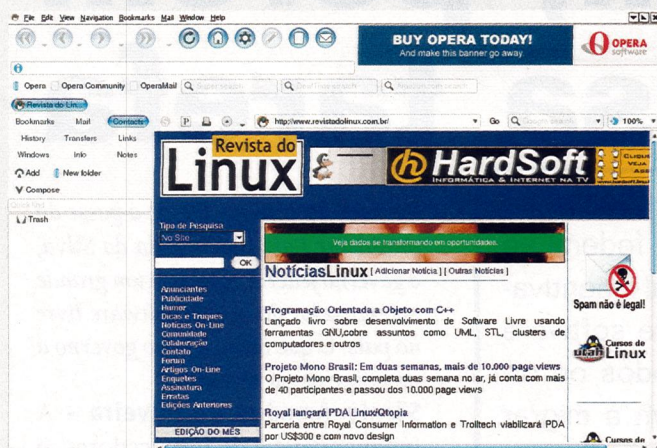 File Edit View Navigation Bookmarks Mail Window Help
BUY OPERA TODAY!
And make this banner go away.
OPERA
software
Opera Opera Community OperaMail
Revista do Lin...
Bookmarks Mail Contacts
http://www.revistadolinux.com.br/ Go 100%
History Transfers Links
Windows Info Notes
Add New folder
Compose
Trash
Revista do
Linux
HardSoft
INFORMÁTICA & INTERNET NA TV
CLIQUE
VEJA
Tipo de Pesquisa
No Site
OK
Veja dados se transformando em oportunidades.
NotíciasLinux [ Adicionar Notícia ] [ Outras Notícias ]
Anunciantes
Publicidade
Humor
Dicas e Truques
Notícias On-Line
Comunidade
Colaboração
Contato
Forum
Artigos On-Line
Enquetes
Assinatura
Erratas
Edições Anteriores
EDIÇÃO DO MÊS
Programação Orientada a Objeto com C++
Lançado livro sobre desenvolvimento de Software Livre usando
ferramentas GNU,cobre assuntos como UML, STL, clusters de
computadores e outros
Projeto Mono Brasil: Em duas semanas, mais de 10.000 page views
O Projeto Mono Brasil, completa duas semana no ar, já conta com mais
de 40 participantes e passou dos 10.000 page views
Royal lançará PDA Linux/Qtopia
Parceria entre Royal Consumer Information e Trolltech viabilizará PDA
por US$300 e com novo design
Spam não é legal!
Cursos de
utah Linux
Cursos de